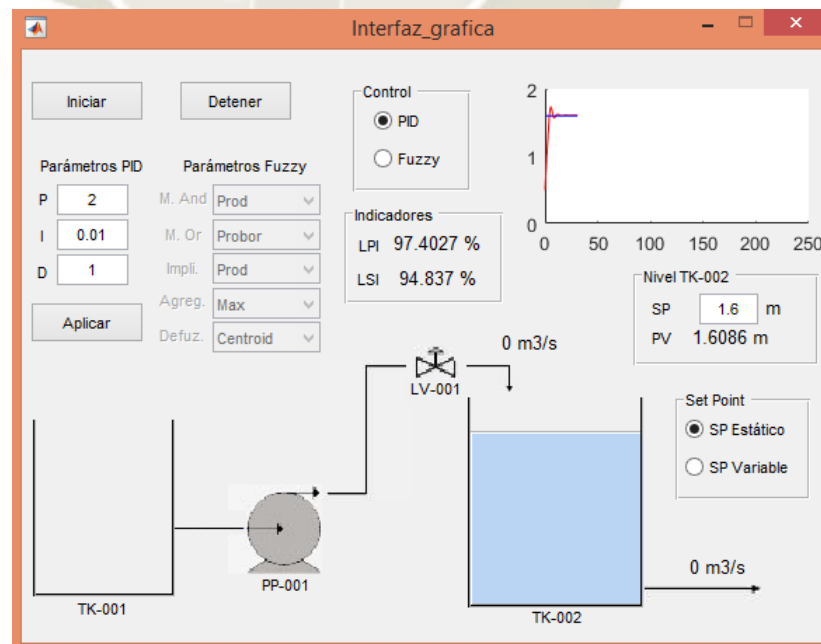 Interfaz_grafica
Iniciar
Detener
Control
PID
Fuzzy
2
1
0
0 50 100 150 200 250
Parámetros PID
P 2
I 0.01
D 1
Aplicar
Parámetros Fuzzy
M. And Prod
M. Or Probor
Impli. Prod
Agreg. Max
Defuz. Centroid
Indicadores
LPI 97.4027 %
LSI 94.837 %
Nivel TK-002
SP 1.6 m
PV 1.6086 m
0 m3/s
LV-001
Set Point
SP Estático
SP Variable
PP-001
0 m3/s
TK-001
TK-002